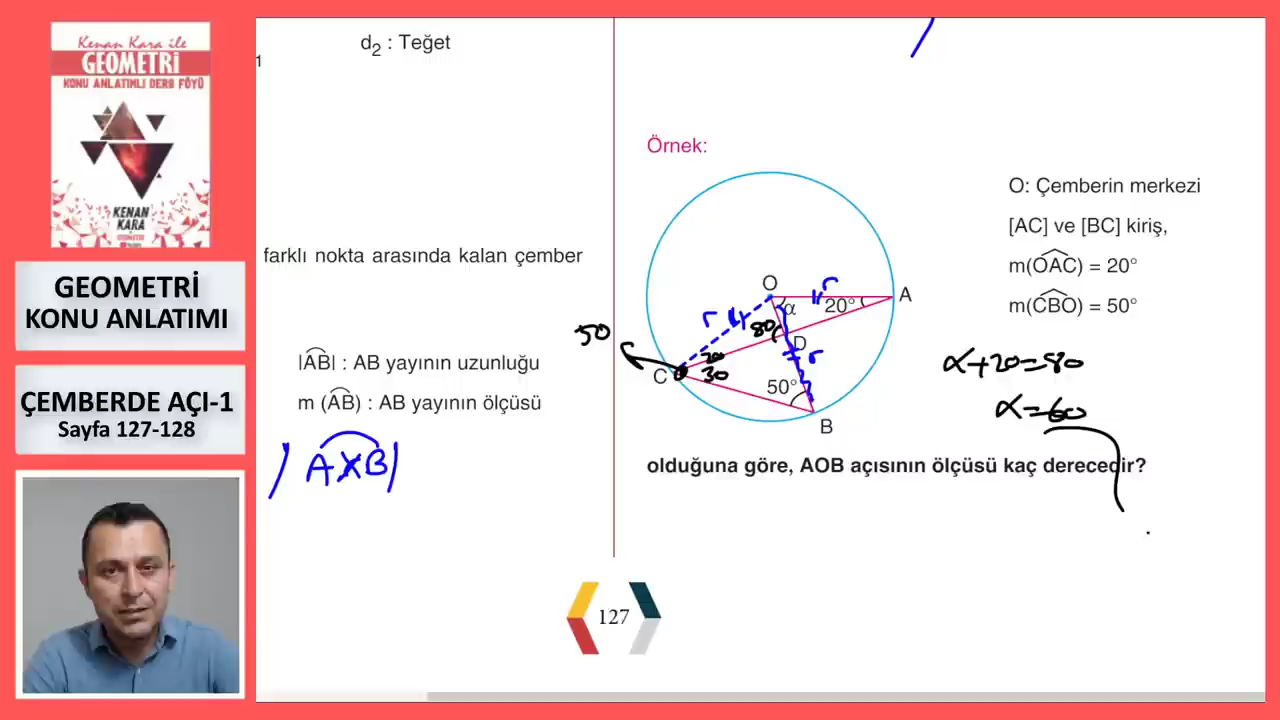 Kenan Kara ile
GEOMETRİ
KONU ANLATIMLI DERS FÖYÜ
KENAN
KARA
GEOMETRİ
KONU ANLATIMI
ÇEMBERDE AÇI-1
Sayfa 127-128
d2 : Teğet
1
farklı nokta arasında kalan çember
|AB| : AB yayının uzunluğu
m (AB) : AB yayının ölçüsü
|AXB|
127
Örnek:
O
r
A
α
20°
r
80
D
r
50
C
20
30
50°
B
O: Çemberin merkezi
[AC] ve [BC] kiriş,
m(OAC) = 20°
m(CBO) = 50°
α+20=80
α=60
olduğuna göre, AOB açısının ölçüsü kaç derecedir?